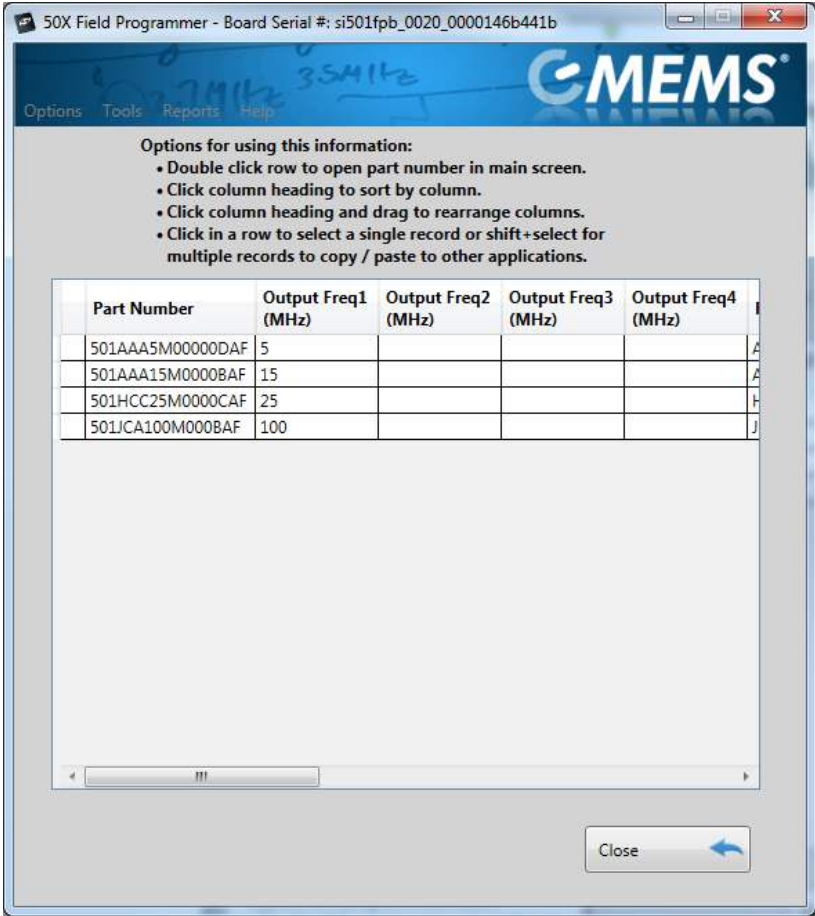 50X Field Programmer - Board Serial #: si501fpb_0020_0000146b441b
35MHz
CMEMS®
Options Tools Reports Help
Options for using this information:
• Double click row to open part number in main screen.
• Click column heading to sort by column.
• Click column heading and drag to rearrange columns.
• Click in a row to select a single record or shift+select for
multiple records to copy / paste to other applications.
Part Number Output Freq1 (MHz) Output Freq2 (MHz) Output Freq3 (MHz) Output Freq4 (MHz)
501AAA5M00000DAF 5 A
501AAA15M0000BAF 15 A
501HCC25M0000CAF 25 H
501JCA100M000BAF 100 J
Close